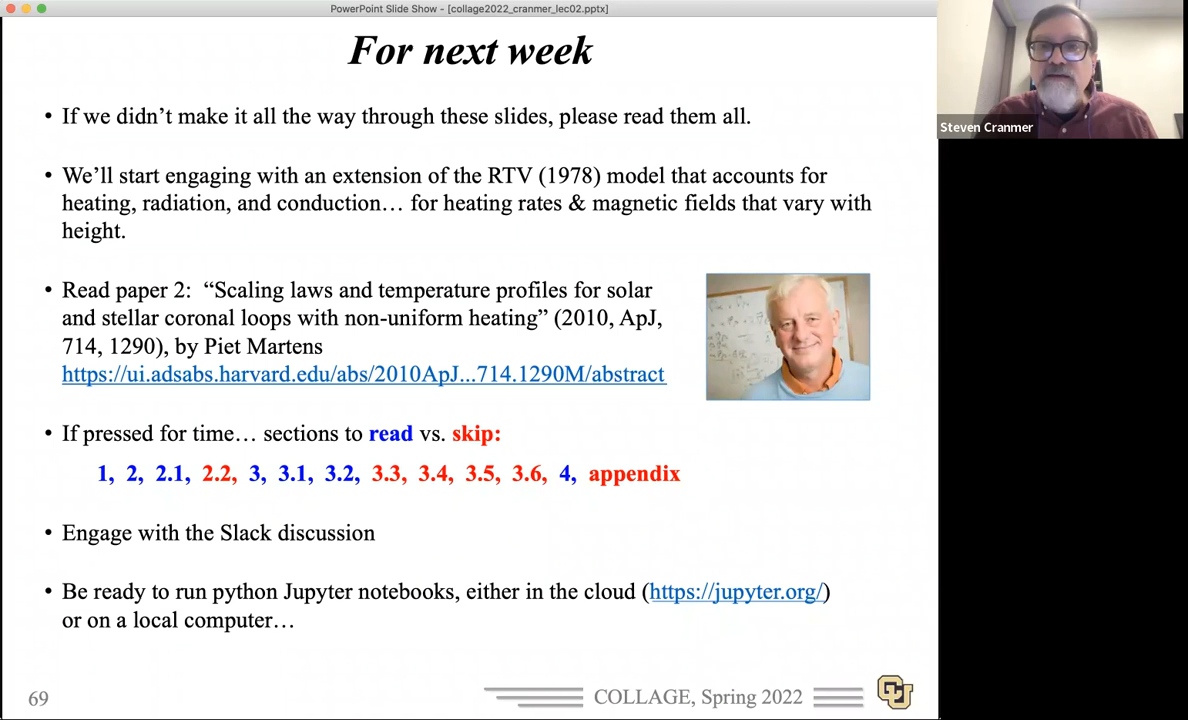 PowerPoint Slide Show - [collage2022_cranmer_lec02.pptx]
For next week
• If we didn’t make it all the way through these slides, please read them all.
• We’ll start engaging with an extension of the RTV (1978) model that accounts for
heating, radiation, and conduction… for heating rates & magnetic fields that vary with
height.
• Read paper 2:  “Scaling laws and temperature profiles for solar
and stellar coronal loops with non-uniform heating” (2010, ApJ,
714, 1290), by Piet Martens
https://ui.adsabs.harvard.edu/abs/2010ApJ...714.1290M/abstract
• If pressed for time… sections to read vs. skip:
1,  2,  2.1,  2.2,  3,  3.1,  3.2,  3.3,  3.4,  3.5,  3.6,  4,  appendix
• Engage with the Slack discussion
• Be ready to run python Jupyter notebooks, either in the cloud (https://jupyter.org/)
or on a local computer…
69
COLLAGE, Spring 2022
CU
Steven Cranmer